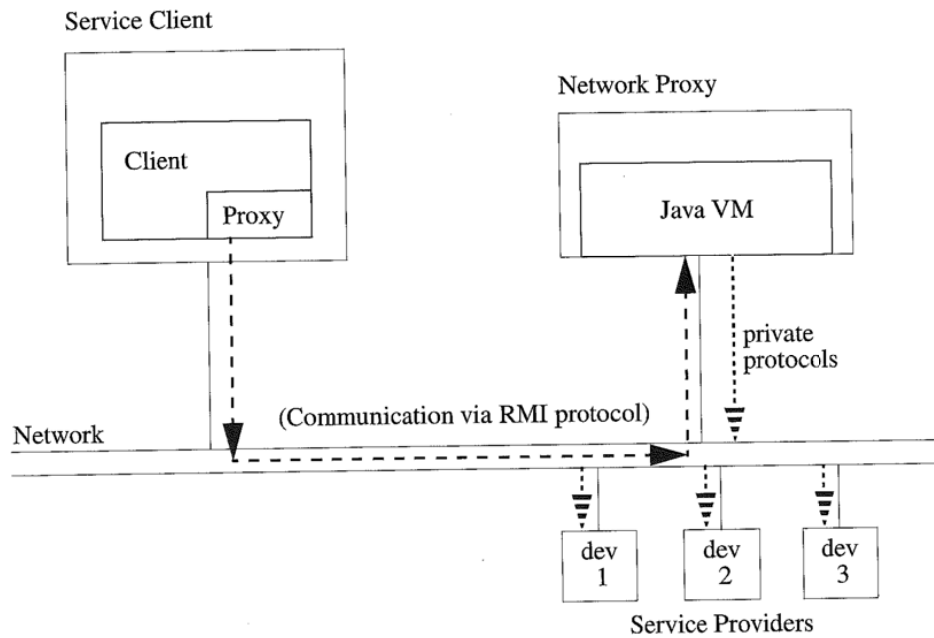 Service Client
Network Proxy
Client
Proxy
Java VM
private
protocols
(Communication via RMI protocol)
Network
dev
1
dev
2
dev
3
Service Providers